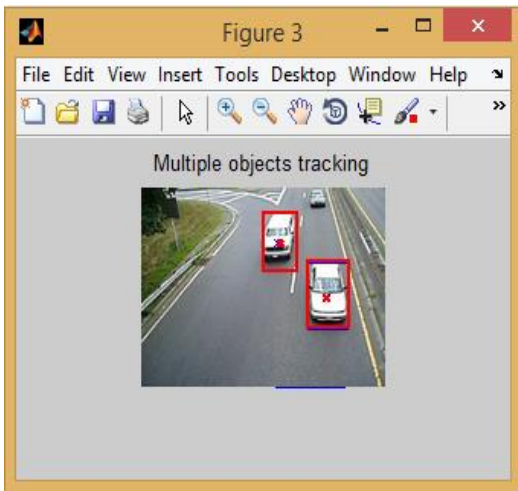 Figure 3
File Edit View Insert Tools Desktop Window Help
Multiple objects tracking